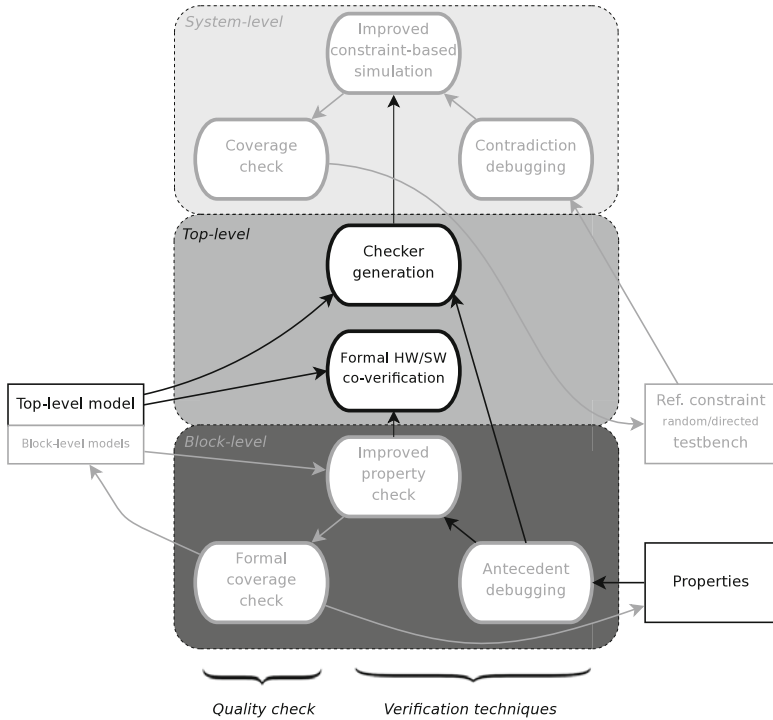 System-level
Improved
constraint-based
simulation
Coverage
check
Contradiction
debugging
Top-level
Checker
generation
Formal HW/SW
co-verification
Top-level model
Block-level models
Ref. constraint
random/directed
testbench
Block-level
Improved
property
check
Formal
coverage
check
Antecedent
debugging
Properties
Quality check
Verification techniques